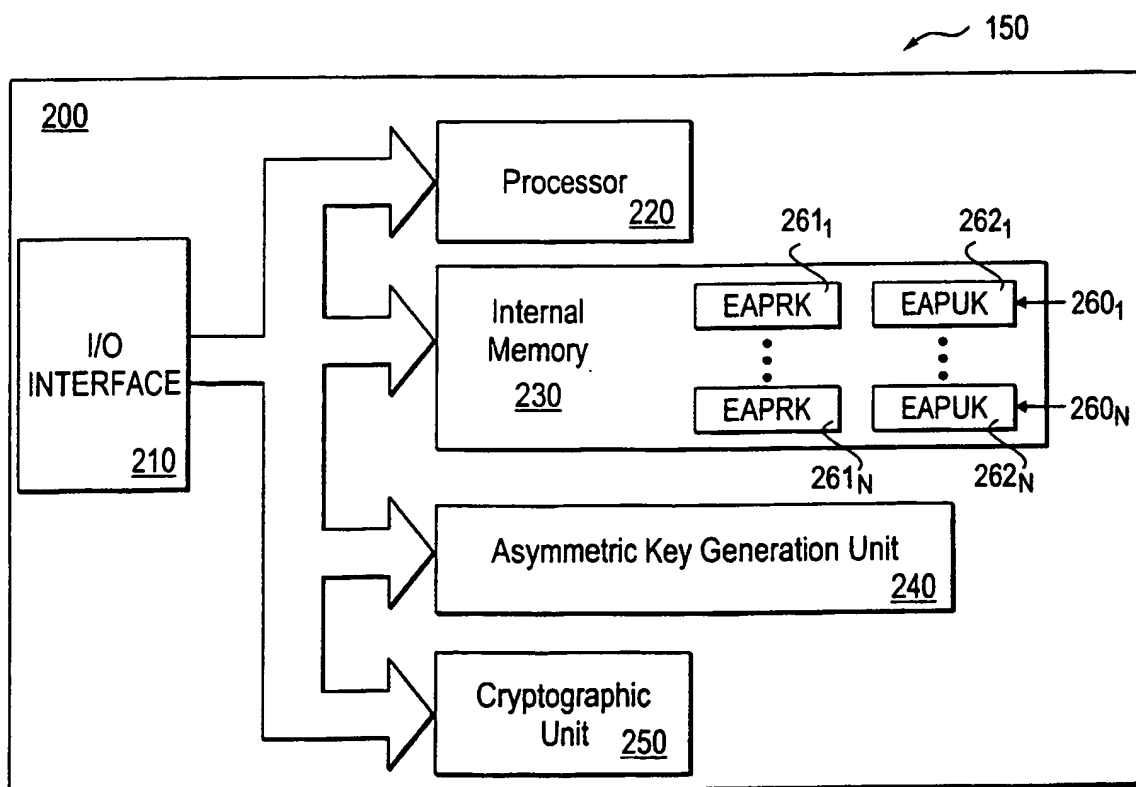 150
200
Processor
220
I/O
INTERFACE
210
Internal
Memory
230
261₁
262₁
EAPRK
EAPUK
260₁
EAPRK
EAPUK
260N
261N
262N
Asymmetric Key Generation Unit
240
Cryptographic
Unit
250